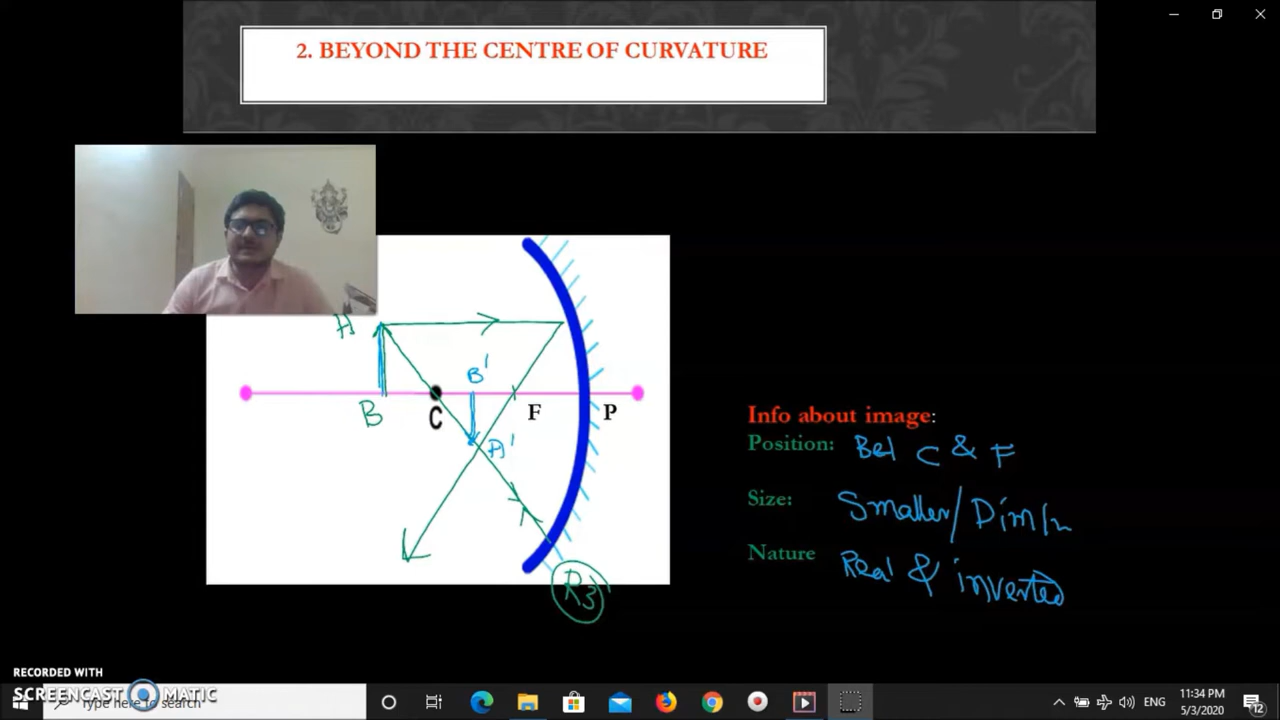 2. BEYOND THE CENTRE OF CURVATURE
A
B'
B
C
F
P
A'
R3
Info about image:
Position: Bet C & F
Size: Smaller/Dim/n
Nature Real & inverted
RECORDED WITH
SCREENCAST MATIC
Type here to search
ENG
11:34 PM
5/3/2020
12